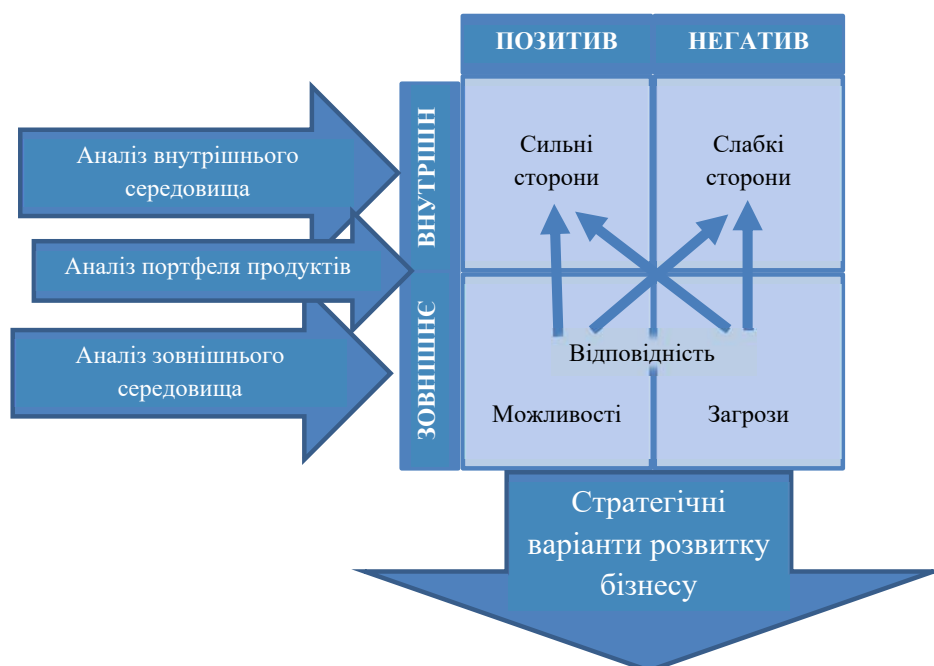 ПОЗИТИВ
НЕГАТИВ
ВНУТРІШН
ЗОВНІШНЄ
Аналіз внутрішнього
середовища
Аналіз портфеля продуктів
Аналіз зовнішнього
середовища
Сильні
сторони
Слабкі
сторони
Відповідність
Можливості
Загрози
Стратегічні
варіанти розвитку
бізнесу